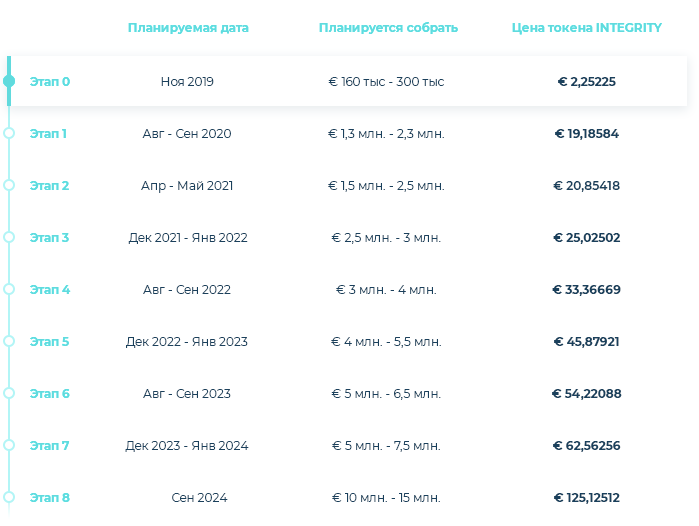 Планируемая дата Планируется собрать Цена токена INTEGRITY
Этап 0 Ноя 2019 € 160 тыс - 300 тыс € 2,25225
Этап 1 Авг - Сен 2020 € 1,3 млн. - 2,3 млн. € 19,18584
Этап 2 Апр - Май 2021 € 1,5 млн. - 2,5 млн. € 20,85418
Этап 3 Дек 2021 - Янв 2022 € 2,5 млн. - 3 млн. € 25,02502
Этап 4 Авг - Сен 2022 € 3 млн. - 4 млн. € 33,36669
Этап 5 Дек 2022 - Янв 2023 € 4 млн. - 5,5 млн. € 45,87921
Этап 6 Авг - Сен 2023 € 5 млн. - 6,5 млн. € 54,22088
Этап 7 Дек 2023 - Янв 2024 € 5 млн. - 7,5 млн. € 62,56256
Этап 8 Сен 2024 € 10 млн. - 15 млн. € 125,12512